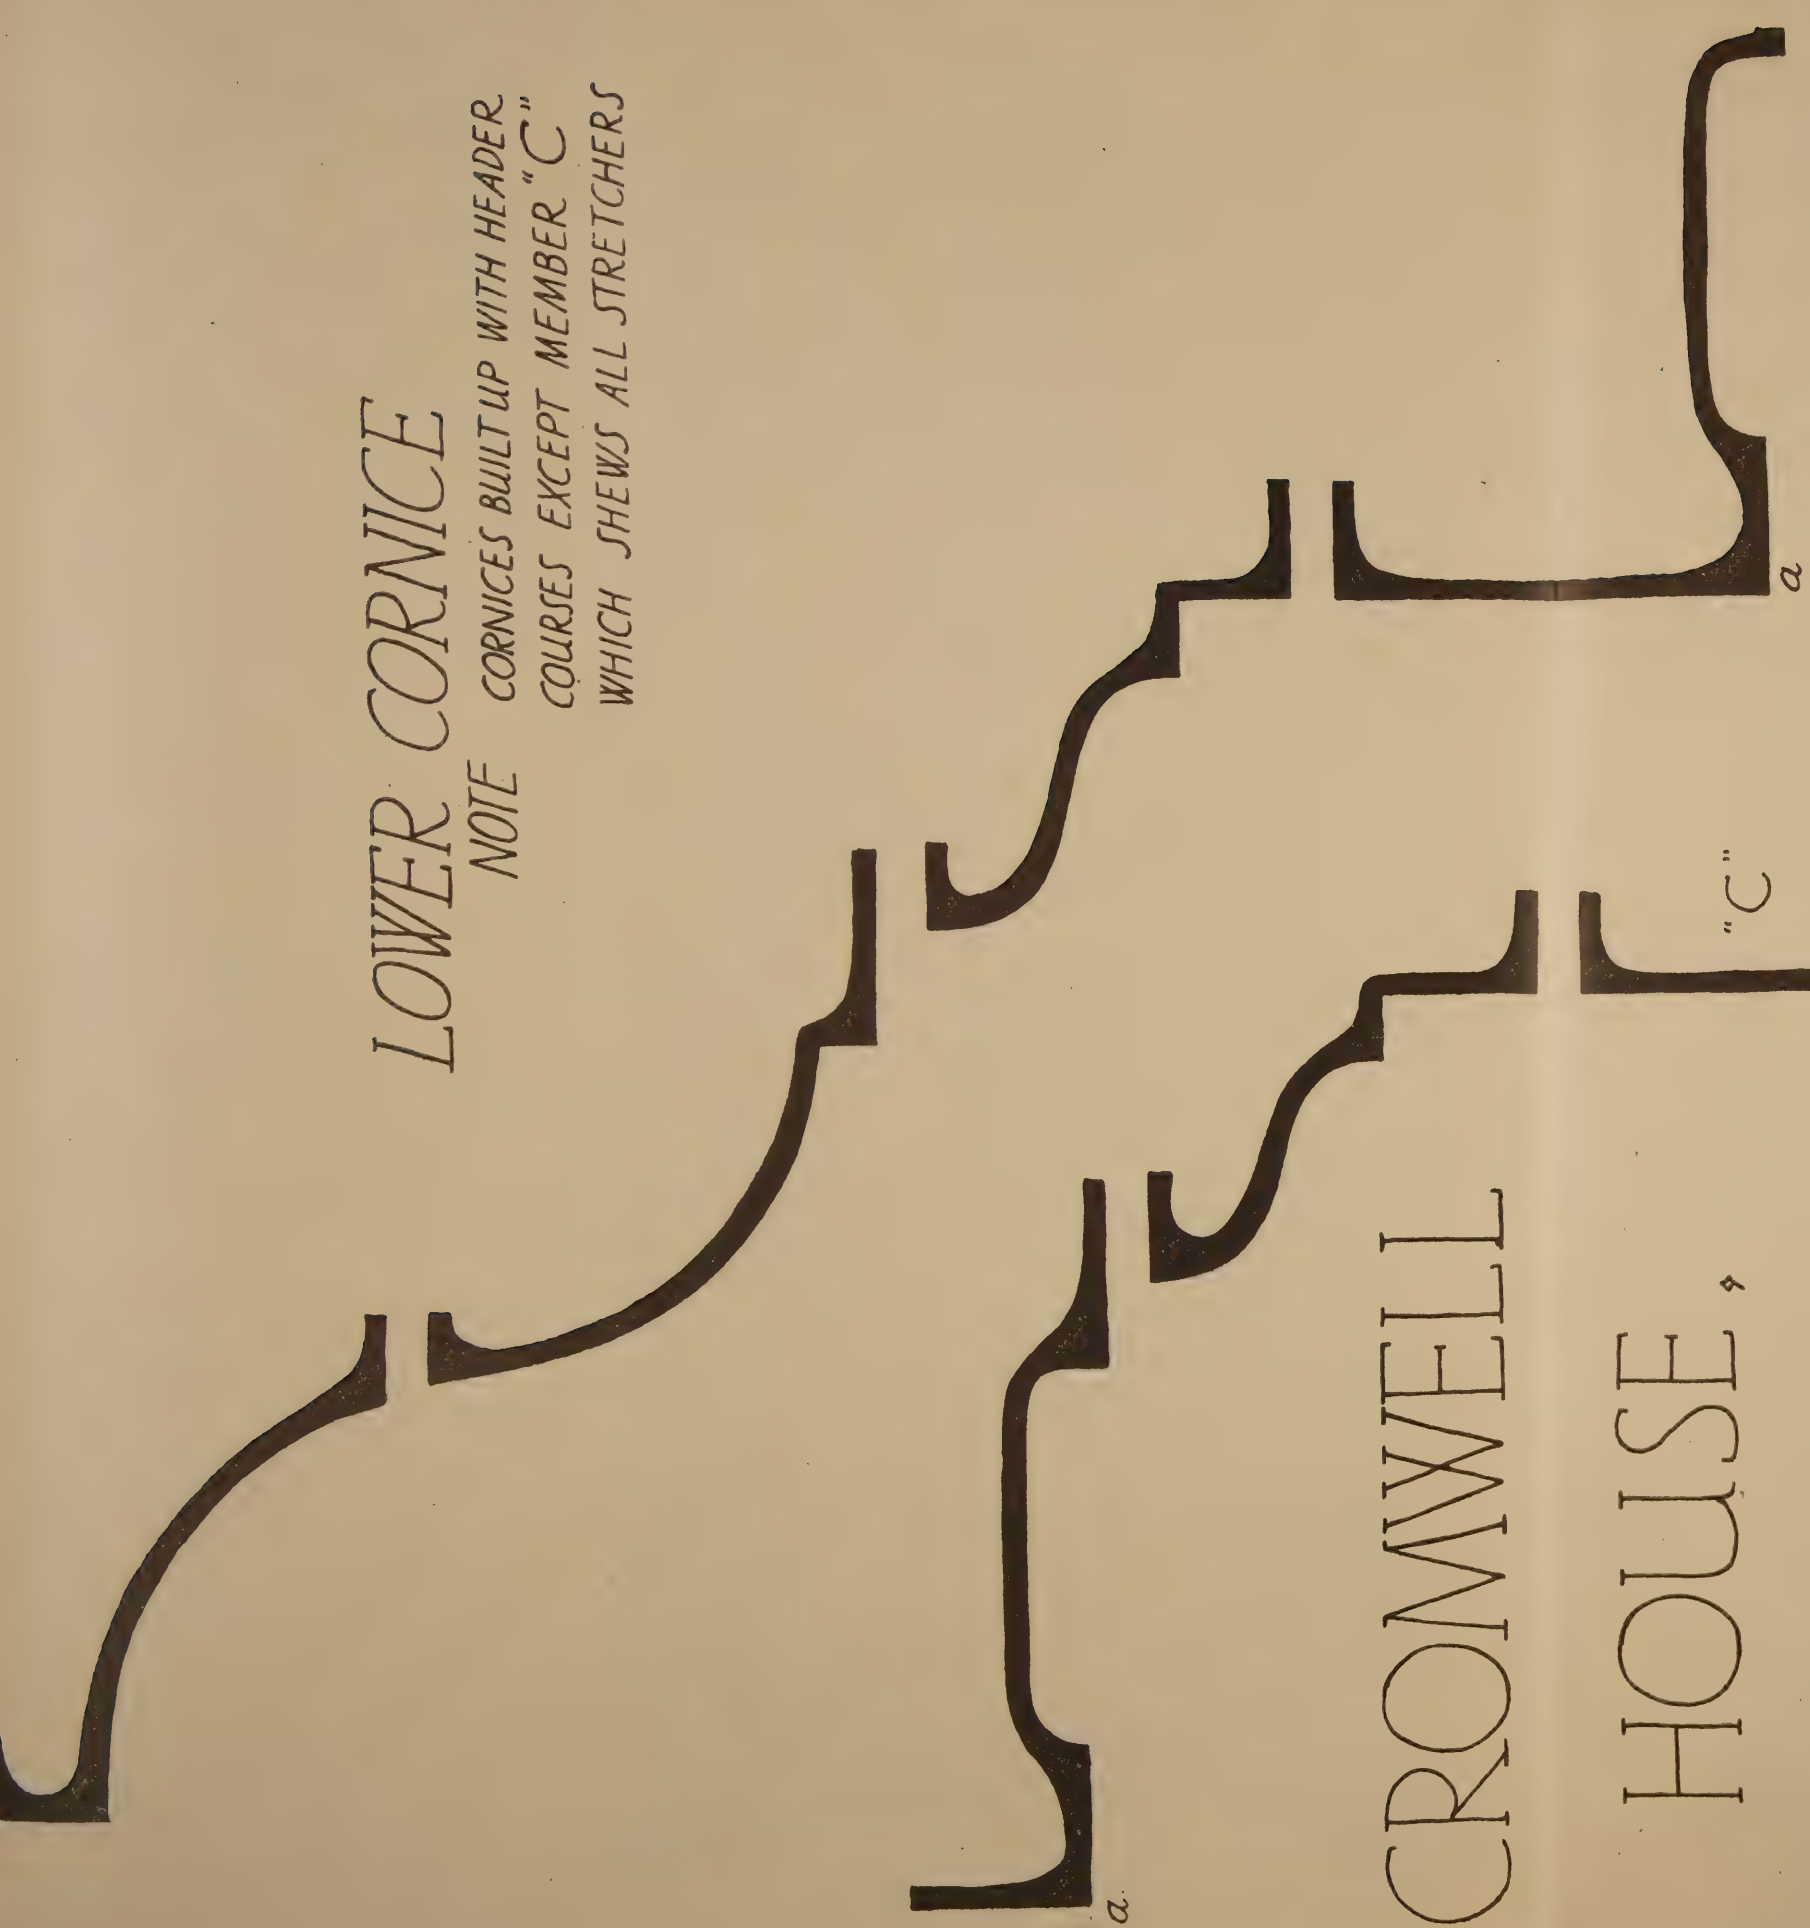 LOWER CORNICE
NOTE CORNICES BUILT UP WITH HEADER
COURSES EXCEPT MEMBER "C"
WHICH SHEWS ALL STRETCHERS
a
a
"C"
CROMWELL
HOUSE